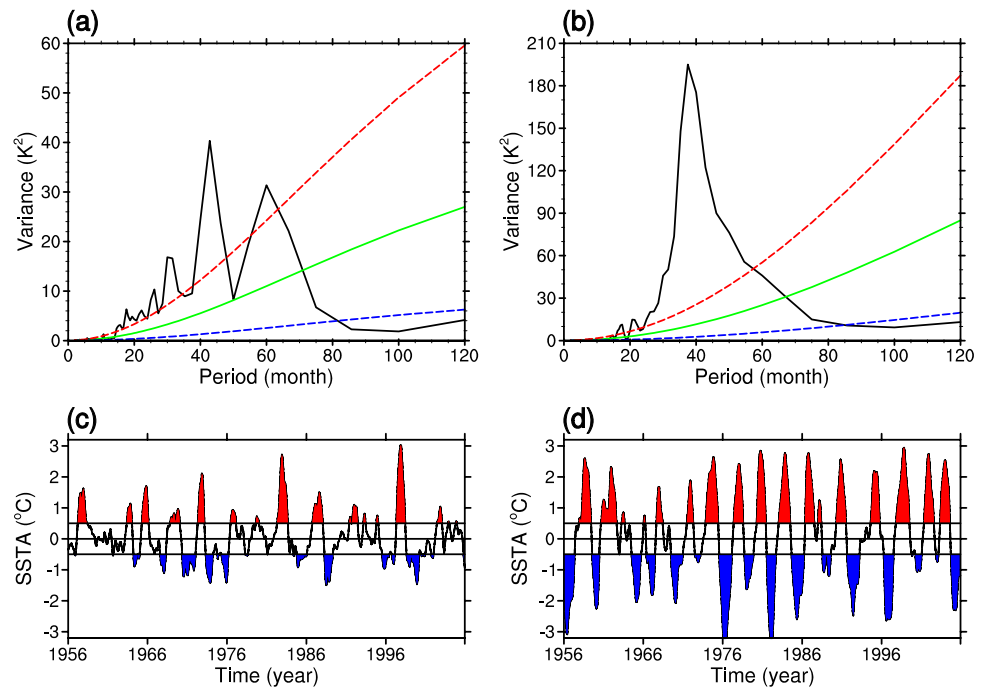 (a)
60
50
40
30
20
10
0
Variance (K²)
0 20 40 60 80 100 120
Period (month)
(b)
210
180
150
120
90
60
30
0
Variance (K²)
0 20 40 60 80 100 120
Period (month)
(c)
3
2
1
0
-1
-2
-3
SSTA (°C)
1956 1966 1976 1986 1996
Time (year)
(d)
3
2
1
0
-1
-2
-3
SSTA (°C)
1956 1966 1976 1986 1996
Time (year)